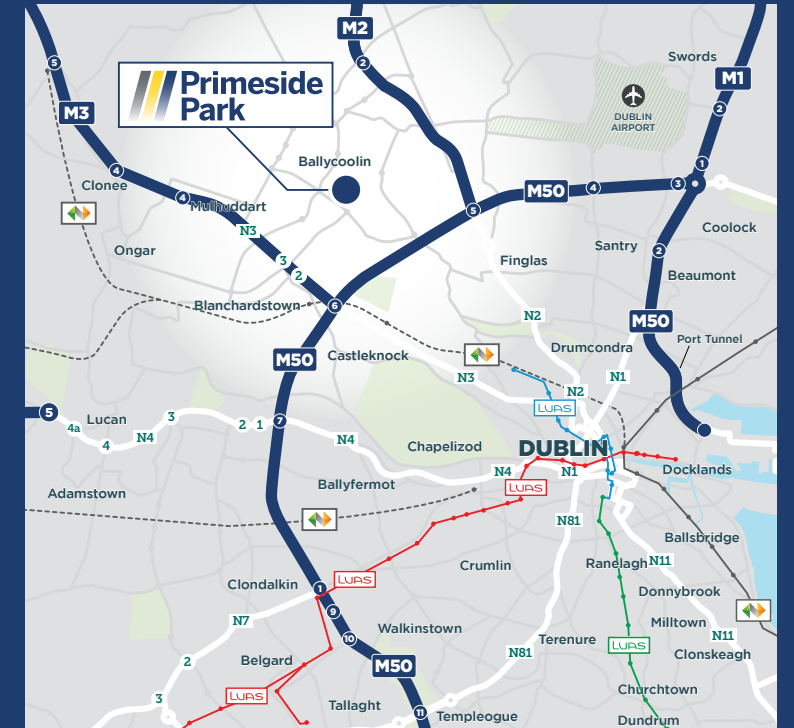 M2
Swords
5
2
M1
Primeside
Park
M3
2
DUBLIN
AIRPORT
Ballycoolin
1
4
Clonee
4
Mulhuddart
M50
4
3
5
N3
Coolock
Ongar
Santry
2
3
Finglas
2
Beaumont
Blanchardstown
6
N2
M50
Port Tunnel
Drumcondra
M50
Castleknock
N3
N1
N2
LUAS
5
Lucan
3
4a
4
N4
2
1
7
N4
Chapelizod
DUBLIN
N4
N1
Docklands
Adamstown
Ballyfermot
LUAS
N81
Ballsbridge
Ranelagh
N11
Crumlin
LUAS
Clondalkin
1
Donnybrook
9
N7
Walkinstown
Milltown
10
Terenure
N11
LUAS
N81
Clonskeagh
2
Belgard
M50
LUAS
3
Churchtown
Tallaght
11
Templeogue
Dundrum